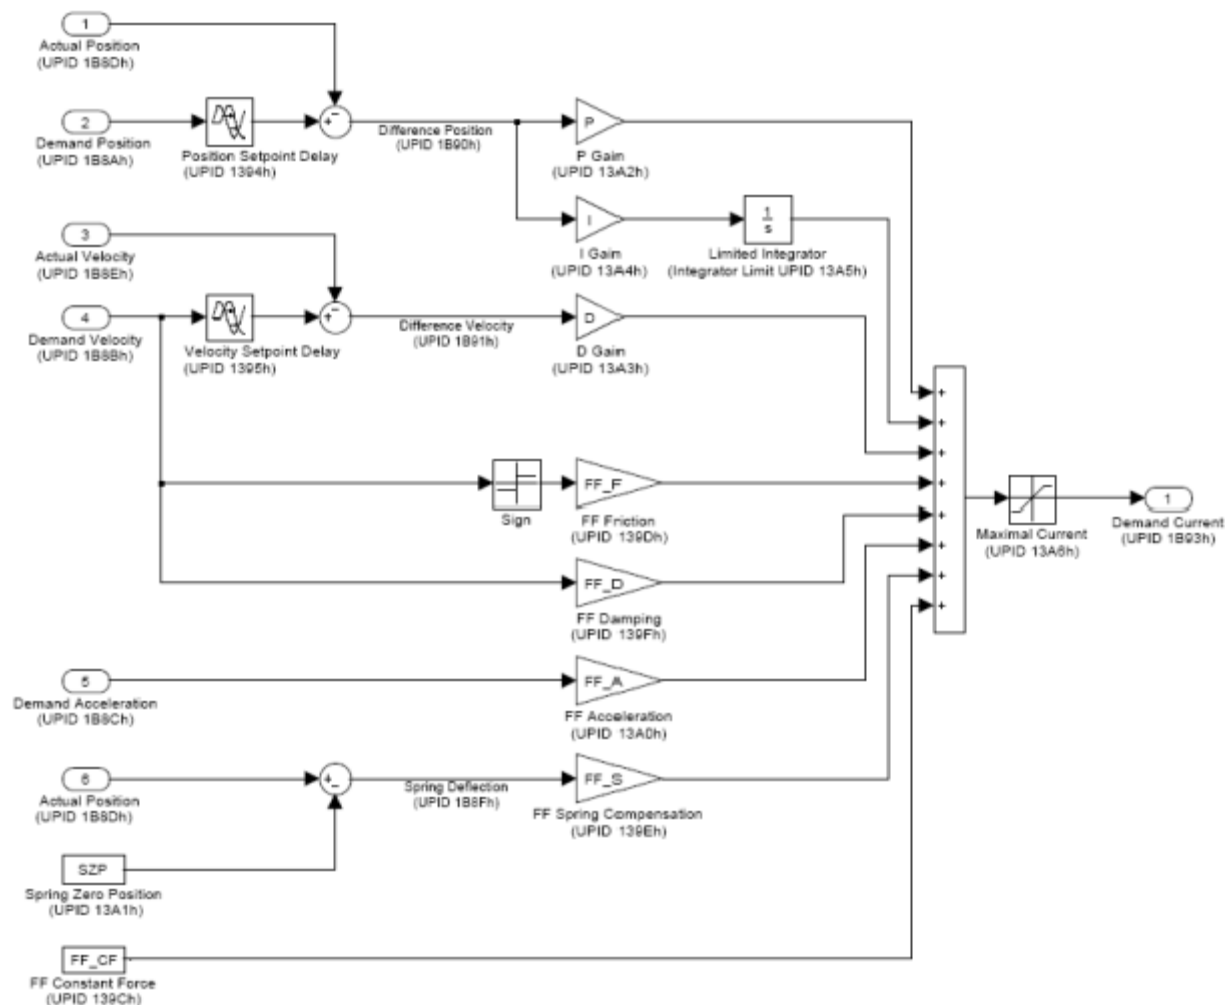 1
Actual Position
(UPID 1B8Dh)
2
Demand Position
(UPID 1B8Ah)
Position Setpoint Delay
(UPID 1394h)
+
−
Difference Position
(UPID 1B90h)
P
P Gain
(UPID 13A2h)
I
I Gain
(UPID 13A4h)
1
s
Limited Integrator
(Integrator Limit UPID 13A5h)
3
Actual Velocity
(UPID 1B8Eh)
4
Demand Velocity
(UPID 1B8Bh)
Velocity Setpoint Delay
(UPID 1395h)
+
−
Difference Velocity
(UPID 1B91h)
D
D Gain
(UPID 13A3h)
Sign
FF_F
FF Friction
(UPID 139Dh)
FF_D
FF Damping
(UPID 139Fh)
5
Demand Acceleration
(UPID 1B8Ch)
FF_A
FF Acceleration
(UPID 13A0h)
6
Actual Position
(UPID 1B8Dh)
+
−
Spring Deflection
(UPID 1B8Fh)
FF_S
FF Spring Compensation
(UPID 139Eh)
SZP
Spring Zero Position
(UPID 13A1h)
FF_CF
FF Constant Force
(UPID 139Ch)
+
+
+
+
+
+
+
+
Maximal Current
(UPID 13A6h)
1
Demand Current
(UPID 1B93h)